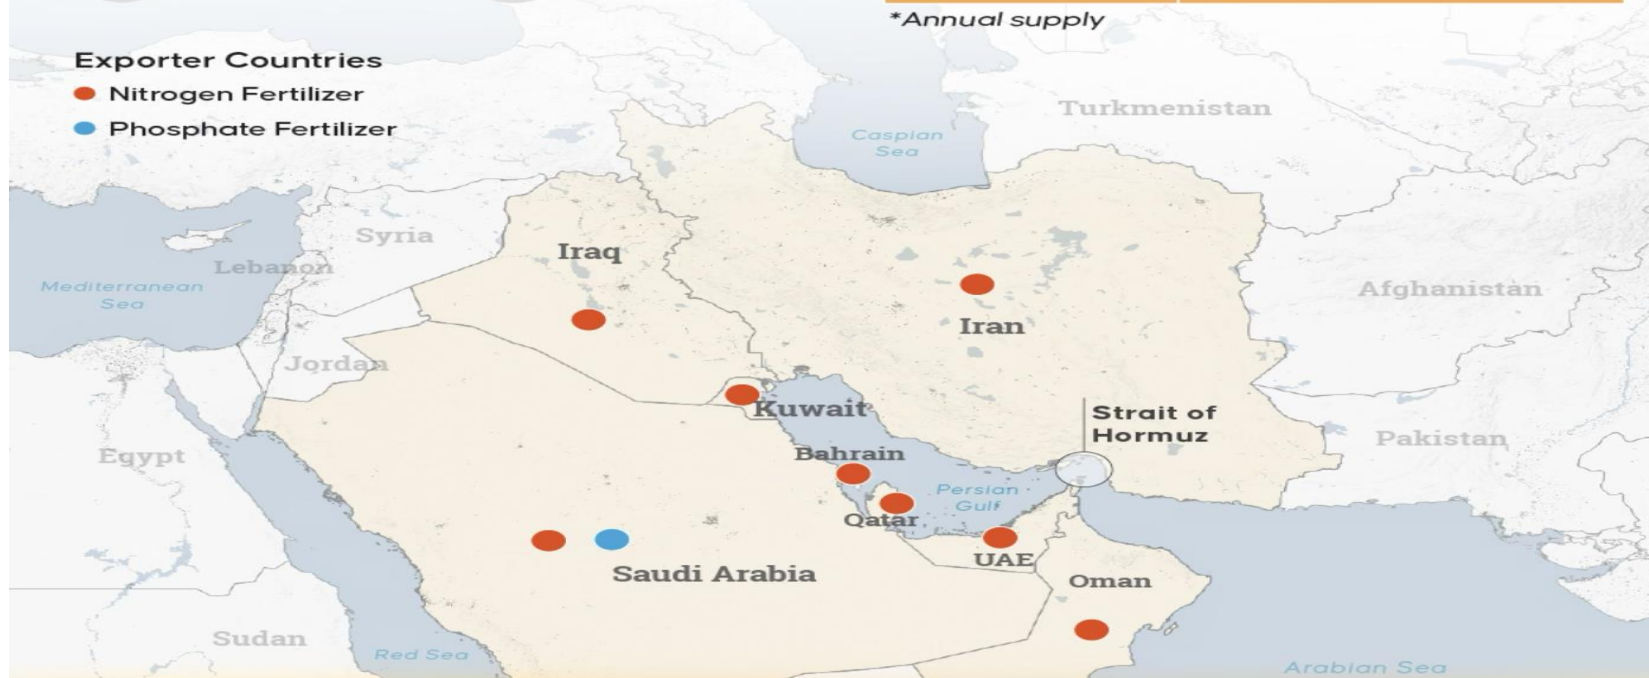 *Annual supply
Exporter Countries
Nitrogen Fertilizer
Phosphate Fertilizer
Turkmenistan
Caspian
Sea
Syria
Iraq
Lebanon
Mediterranean
Sea
Afghanistan
Iran
Jordan
Kuwait
Strait of
Hormuz
Pakistan
Egypt
Bahrain
Persian
Gulf
Qatar
UAE
Saudi Arabia
Oman
Sudan
Red Sea
Arabian Sea